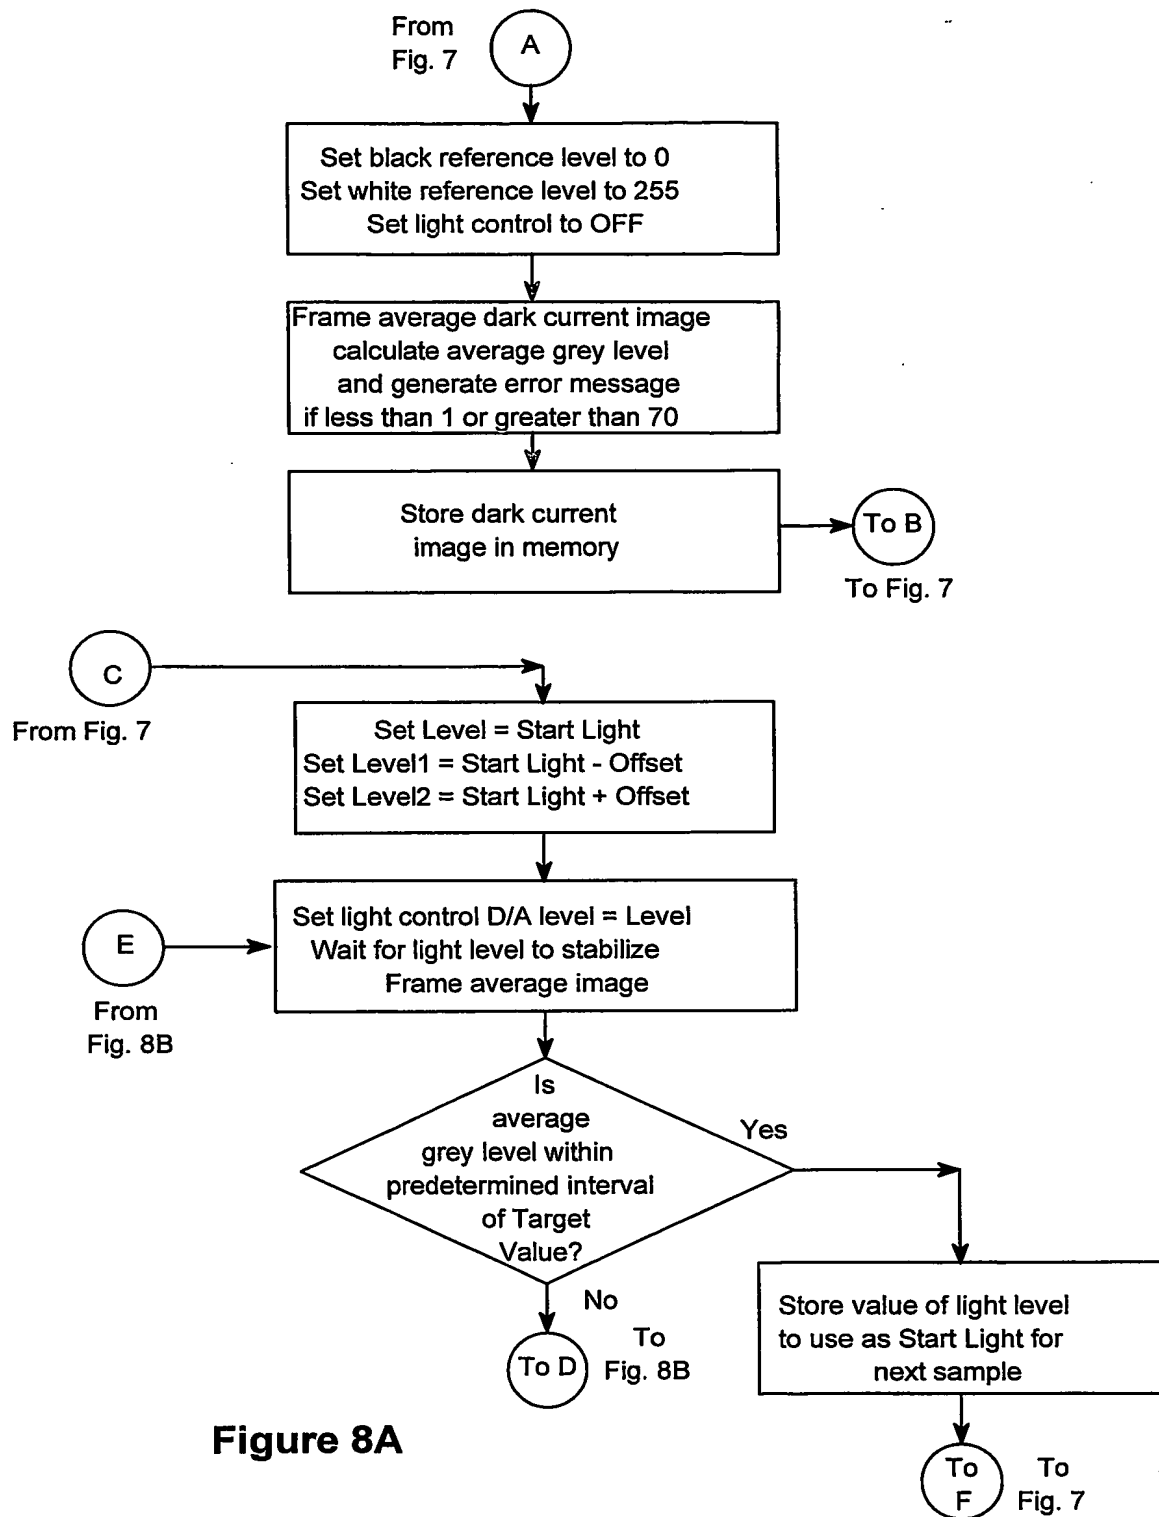 From
Fig. 7
A
Set black reference level to 0
Set white reference level to 255
Set light control to OFF
Frame average dark current image
calculate average grey level
and generate error message
if less than 1 or greater than 70
Store dark current
image in memory
To B
To Fig. 7
C
From Fig. 7
Set Level = Start Light
Set Level1 = Start Light - Offset
Set Level2 = Start Light + Offset
E
From
Fig. 8B
Set light control D/A level = Level
Wait for light level to stabilize
Frame average image
Is
average
grey level within
predetermined interval
of Target
Value?
Yes
No
To D
To
Fig. 8B
Store value of light level
to use as Start Light for
next sample
To
F
To
Fig. 7
Figure 8A